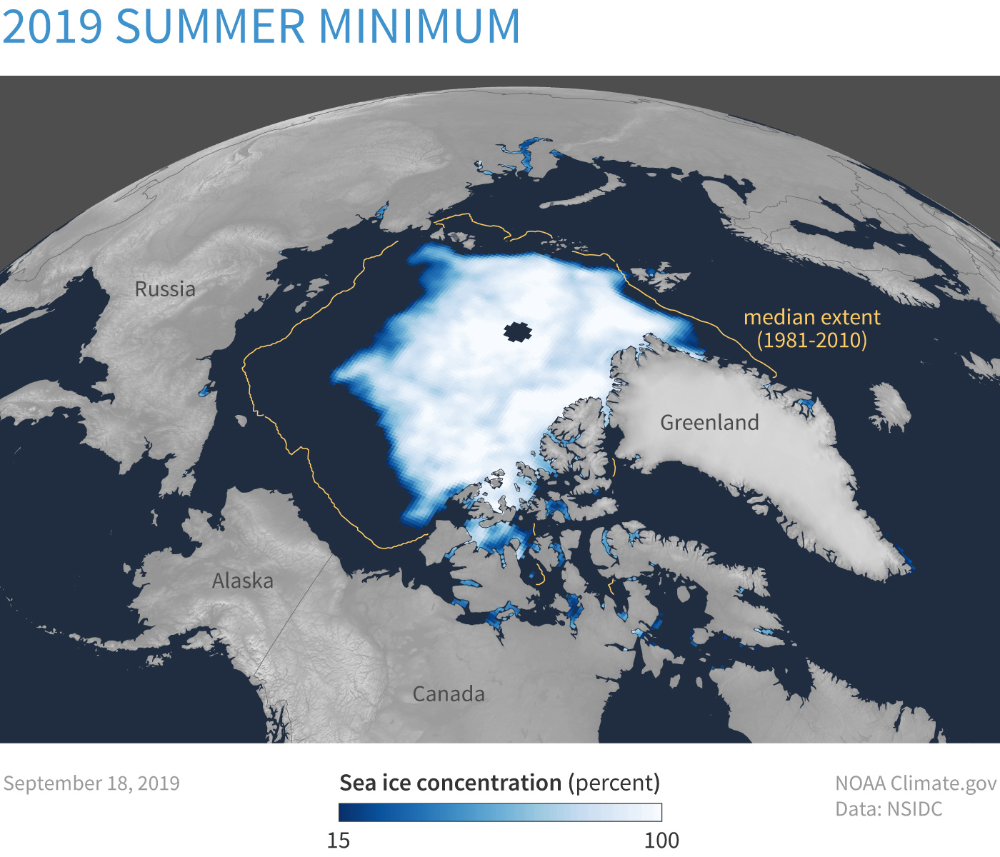 2019 SUMMER MINIMUM
Russia
median extent
(1981-2010)
Greenland
Alaska
Canada
September 18, 2019
Sea ice concentration (percent)
15
100
NOAA Climate.gov
Data: NSIDC